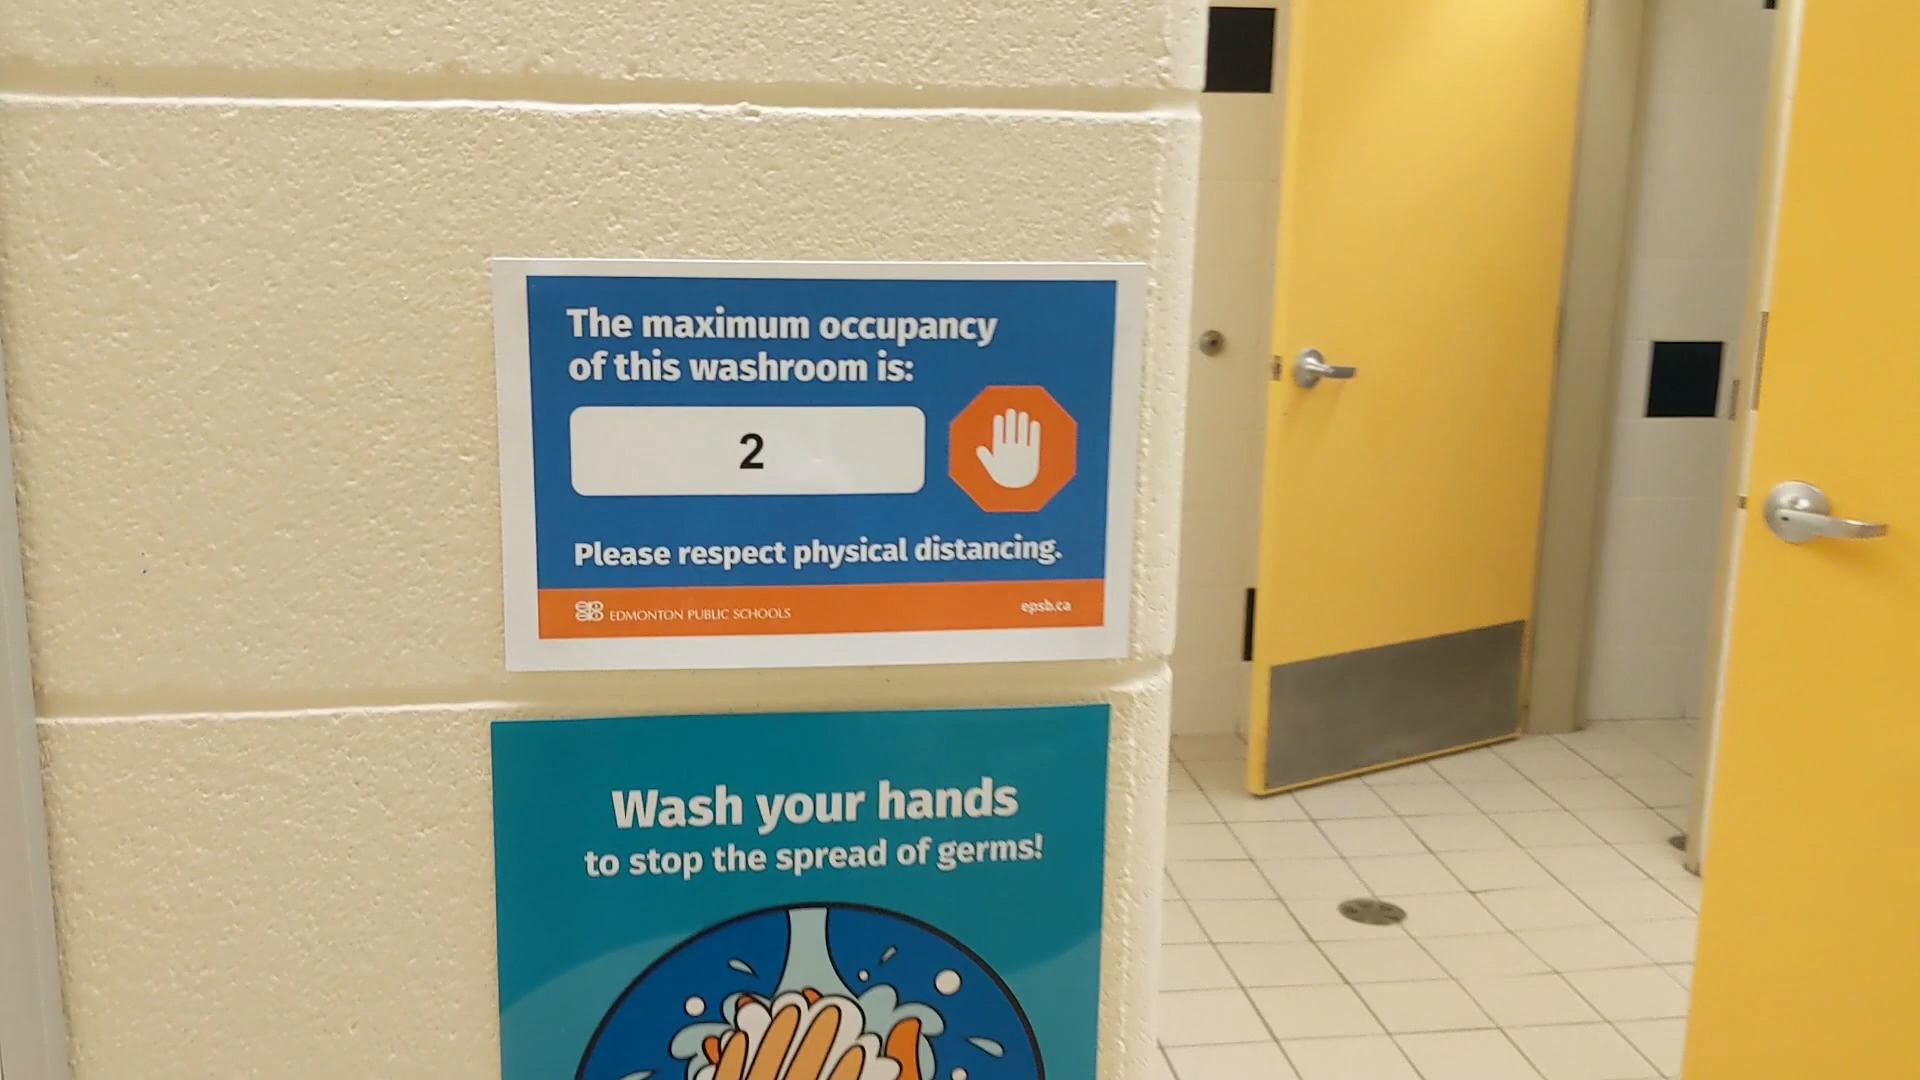 The maximum occupancy
of this washroom is:
2
Please respect physical distancing.
EDMONTON PUBLIC SCHOOLS
epsb.ca
Wash your hands
to stop the spread of germs!